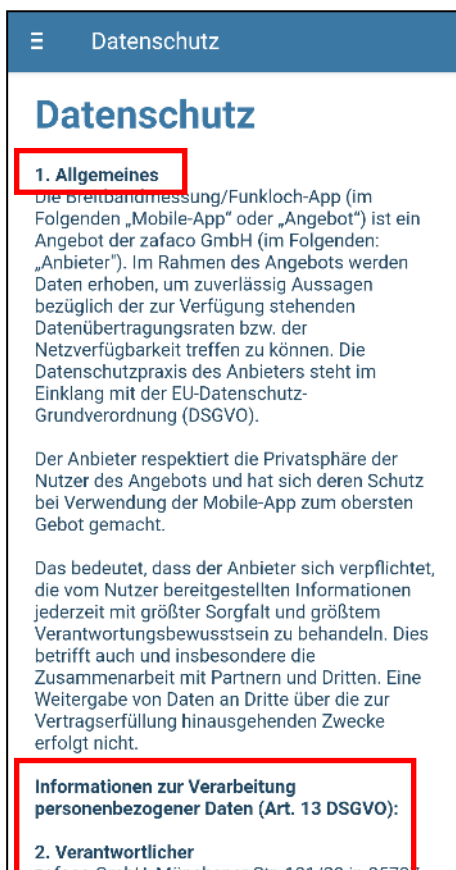 Datenschutz
Datenschutz
1. Allgemeines
Die Breitbandmessung/Funkloch-App (im
Folgenden „Mobile-App“ oder „Angebot“) ist ein
Angebot der zafaco GmbH (im Folgenden:
„Anbieter"). Im Rahmen des Angebots werden
Daten erhoben, um zuverlässig Aussagen
bezüglich der zur Verfügung stehenden
Datenübertragungsraten bzw. der
Netzverfügbarkeit treffen zu können. Die
Datenschutzpraxis des Anbieters steht im
Einklang mit der EU-Datenschutz-
Grundverordnung (DSGVO).
Der Anbieter respektiert die Privatsphäre der
Nutzer des Angebots und hat sich deren Schutz
bei Verwendung der Mobile-App zum obersten
Gebot gemacht.
Das bedeutet, dass der Anbieter sich verpflichtet,
die vom Nutzer bereitgestellten Informationen
jederzeit mit größter Sorgfalt und größtem
Verantwortungsbewusstsein zu behandeln. Dies
betrifft auch und insbesondere die
Zusammenarbeit mit Partnern und Dritten. Eine
Weitergabe von Daten an Dritte über die zur
Vertragserfüllung hinausgehenden Zwecke
erfolgt nicht.
Informationen zur Verarbeitung
personenbezogener Daten (Art. 13 DSGVO):
2. Verantwortlicher
zafaco GmbH, Münchener Str.